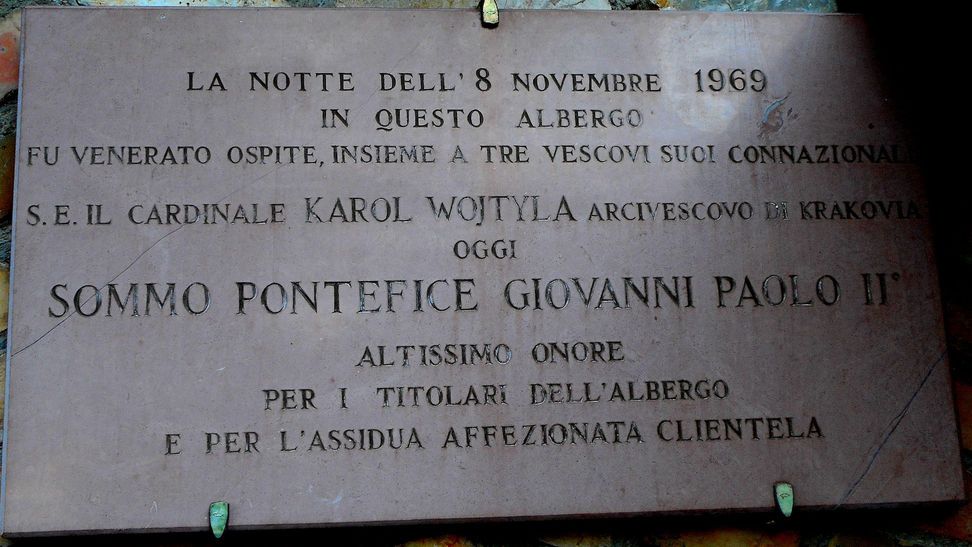 LA NOTTE DELL'8 NOVEMBRE 1969
IN QUESTO ALBERGO
FU VENERATO OSPITE, INSIEME A TRE VESCOVI SUOI CONNAZIONALI
S.E. IL CARDINALE KAROL WOJTYLA ARCIVESCOVO DI KRAKOVIA
OGGI
SOMMO PONTEFICE GIOVANNI PAOLO II°
ALTISSIMO ONORE
PER I TITOLARI DELL'ALBERGO
E PER L'ASSIDUA AFFEZIONATA CLIENTELA